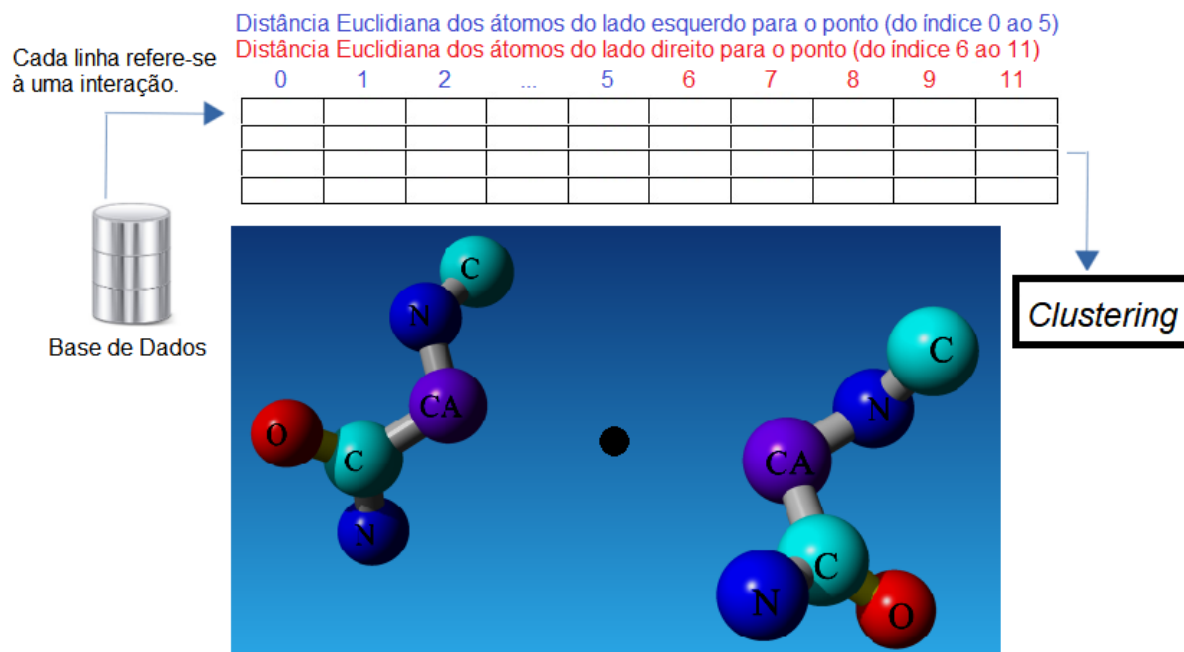 Distância Euclidiana dos átomos do lado esquerdo para o ponto (do índice 0 ao 5)
Distância Euclidiana dos átomos do lado direito para o ponto (do índice 6 ao 11)
Cada linha refere-se
à uma interação.
0 1 2 ... 5 6 7 8 9 11
Base de Dados
Clustering
C
N
CA
O
C
N
C
N
CA
C
N
O